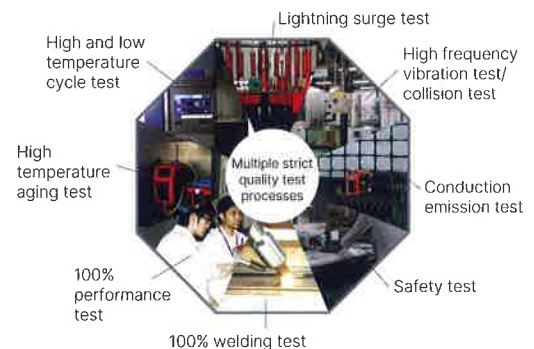 Lightning surge test
High and low
temperature
cycle test
High frequency
vibration test/
collision test
High
temperature
aging test
Multiple strict
quality test
processes
Conduction
emission test
100%
performance
test
Safety test
100% welding test